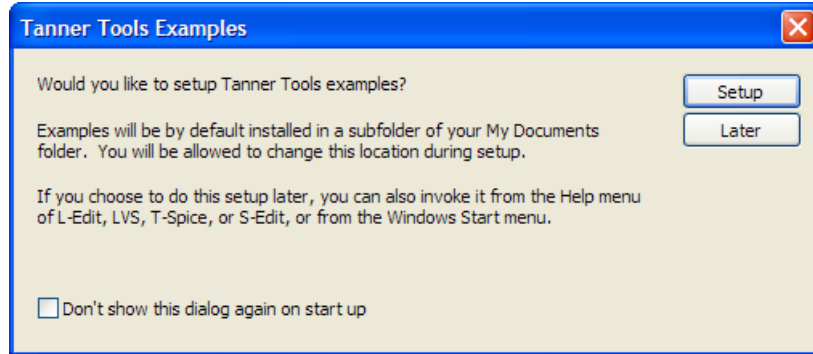 Tanner Tools Examples
Would you like to setup Tanner Tools examples?
Setup
Examples will be by default installed in a subfolder of your My Documents
Later
folder. You will be allowed to change this location during setup.
If you choose to do this setup later, you can also invoke it from the Help menu
of L-Edit, LVS, T-Spice, or S-Edit, or from the Windows Start menu.
Don't show this dialog again on start up